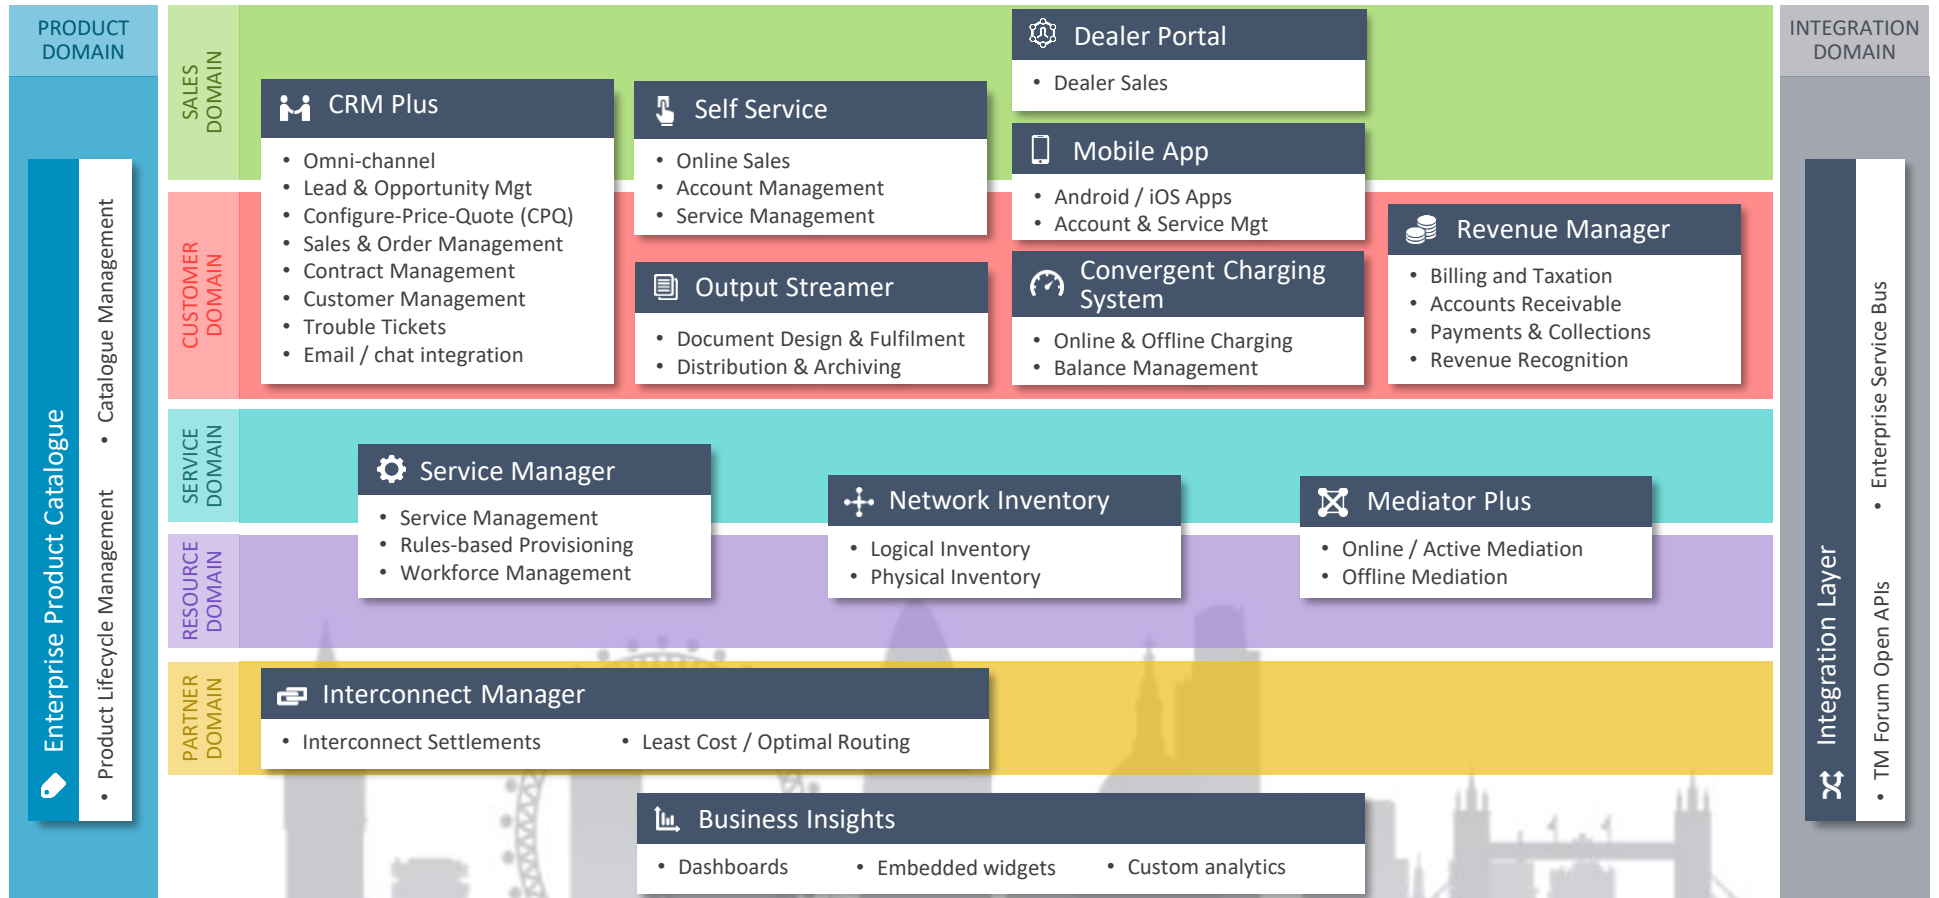 PRODUCT
DOMAIN
Enterprise Product Catalogue
• Product Lifecycle Management
• Catalogue Management
SALES
DOMAIN
CUSTOMER
DOMAIN
SERVICE
DOMAIN
RESOURCE
DOMAIN
PARTNER
DOMAIN
CRM Plus
• Omni-channel
• Lead & Opportunity Mgt
• Configure-Price-Quote (CPQ)
• Sales & Order Management
• Contract Management
• Customer Management
• Trouble Tickets
• Email / chat integration
Self Service
• Online Sales
• Account Management
• Service Management
Dealer Portal
• Dealer Sales
Mobile App
• Android / iOS Apps
• Account & Service Mgt
Output Streamer
• Document Design & Fulfilment
• Distribution & Archiving
Convergent Charging
System
• Online & Offline Charging
• Balance Management
Revenue Manager
• Billing and Taxation
• Accounts Receivable
• Payments & Collections
• Revenue Recognition
Service Manager
• Service Management
• Rules-based Provisioning
• Workforce Management
Network Inventory
• Logical Inventory
• Physical Inventory
Mediator Plus
• Online / Active Mediation
• Offline Mediation
Interconnect Manager
• Interconnect Settlements
• Least Cost / Optimal Routing
Business Insights
• Dashboards
• Embedded widgets
• Custom analytics
INTEGRATION
DOMAIN
Integration Layer
• TM Forum Open APIs
• Enterprise Service Bus